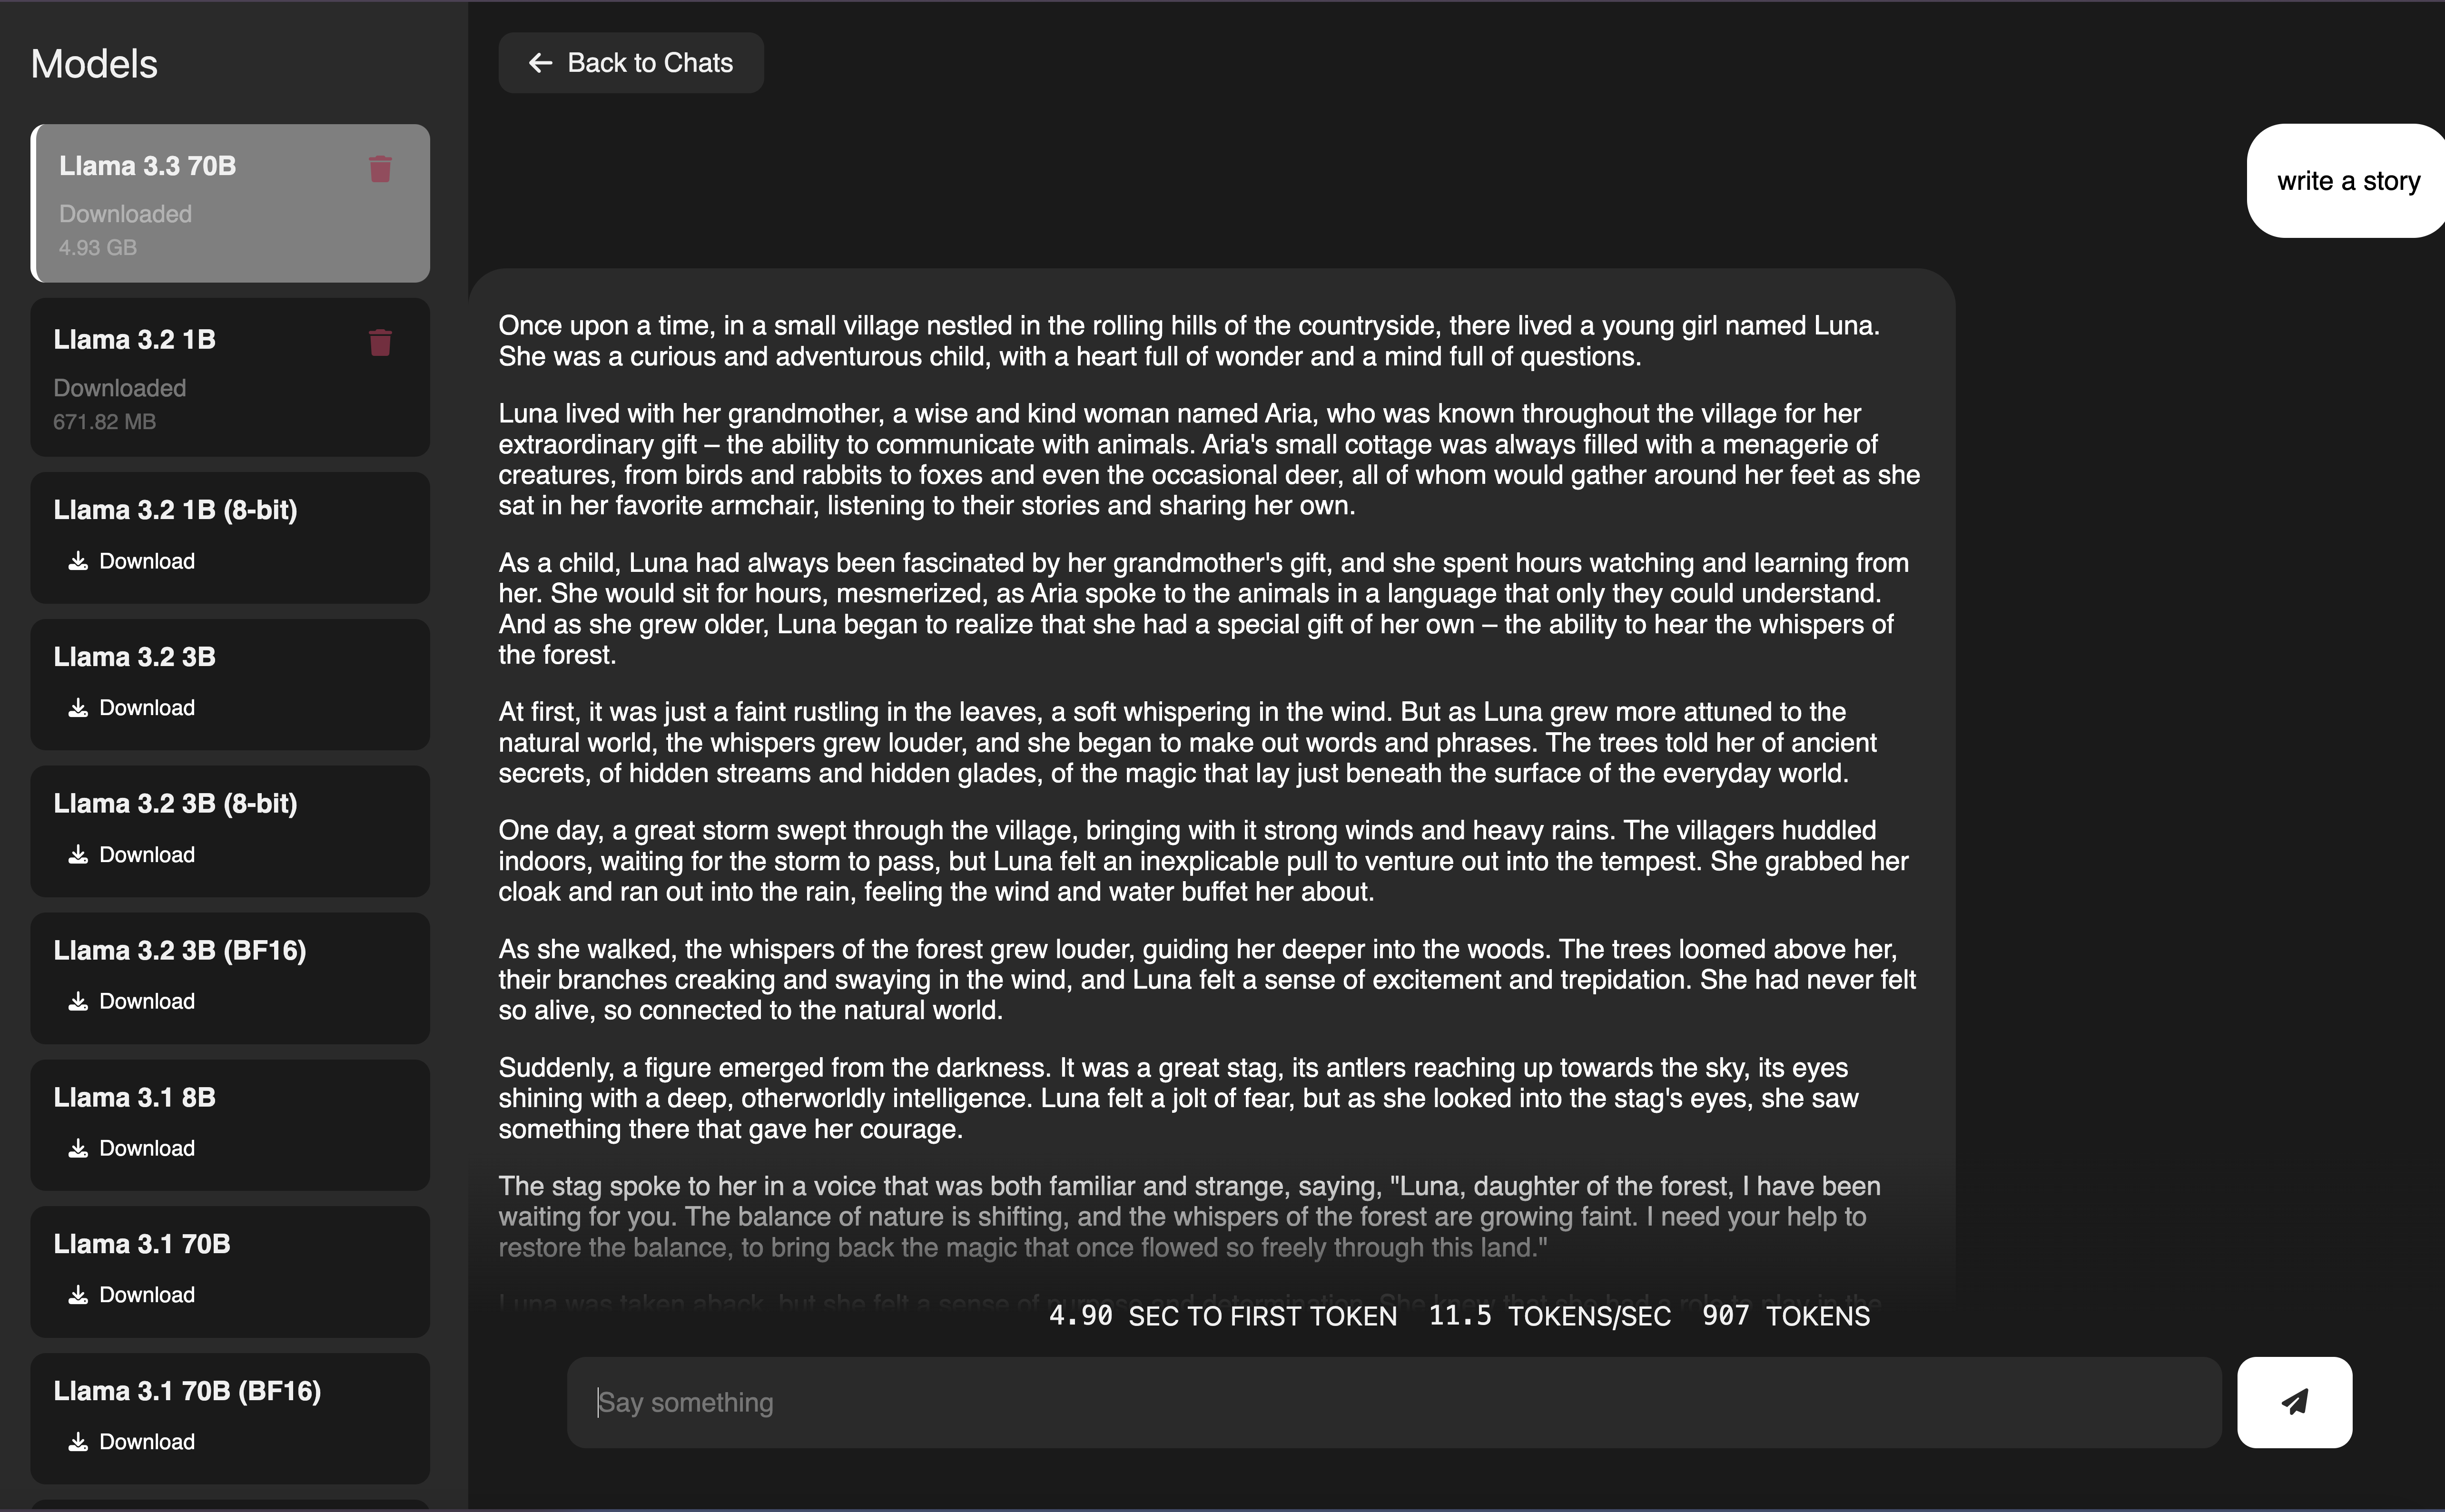 Models
Llama 3.3 70B
Downloaded
4.93 GB
Llama 3.2 1B
Downloaded
671.82 MB
Llama 3.2 1B (8-bit)
Download
Llama 3.2 3B
Download
Llama 3.2 3B (8-bit)
Download
Llama 3.2 3B (BF16)
Download
Llama 3.1 8B
Download
Llama 3.1 70B
Download
Llama 3.1 70B (BF16)
Download
Back to Chats
write a story
Once upon a time, in a small village nestled in the rolling hills of the countryside, there lived a young girl named Luna.
She was a curious and adventurous child, with a heart full of wonder and a mind full of questions.
Luna lived with her grandmother, a wise and kind woman named Aria, who was known throughout the village for her
extraordinary gift – the ability to communicate with animals. Aria's small cottage was always filled with a menagerie of
creatures, from birds and rabbits to foxes and even the occasional deer, all of whom would gather around her feet as she
sat in her favorite armchair, listening to their stories and sharing her own.
As a child, Luna had always been fascinated by her grandmother's gift, and she spent hours watching and learning from
her. She would sit for hours, mesmerized, as Aria spoke to the animals in a language that only they could understand.
And as she grew older, Luna began to realize that she had a special gift of her own – the ability to hear the whispers of
the forest.
At first, it was just a faint rustling in the leaves, a soft whispering in the wind. But as Luna grew more attuned to the
natural world, the whispers grew louder, and she began to make out words and phrases. The trees told her of ancient
secrets, of hidden streams and hidden glades, of the magic that lay just beneath the surface of the everyday world.
One day, a great storm swept through the village, bringing with it strong winds and heavy rains. The villagers huddled
indoors, waiting for the storm to pass, but Luna felt an inexplicable pull to venture out into the tempest. She grabbed her
cloak and ran out into the rain, feeling the wind and water buffet her about.
As she walked, the whispers of the forest grew louder, guiding her deeper into the woods. The trees loomed above her,
their branches creaking and swaying in the wind, and Luna felt a sense of excitement and trepidation. She had never felt
so alive, so connected to the natural world.
Suddenly, a figure emerged from the darkness. It was a great stag, its antlers reaching up towards the sky, its eyes
shining with a deep, otherworldly intelligence. Luna felt a jolt of fear, but as she looked into the stag's eyes, she saw
something there that gave her courage.
The stag spoke to her in a voice that was both familiar and strange, saying, "Luna, daughter of the forest, I have been
waiting for you. The balance of nature is shifting, and the whispers of the forest are growing faint. I need your help to
restore the balance, to bring back the magic that once flowed so freely through this land."
Luna was taken aback, but she felt a sense of purpose and determination. She knew that she had a role to play in the
4.90 SEC TO FIRST TOKEN 11.5 TOKENS/SEC 907 TOKENS
Say something